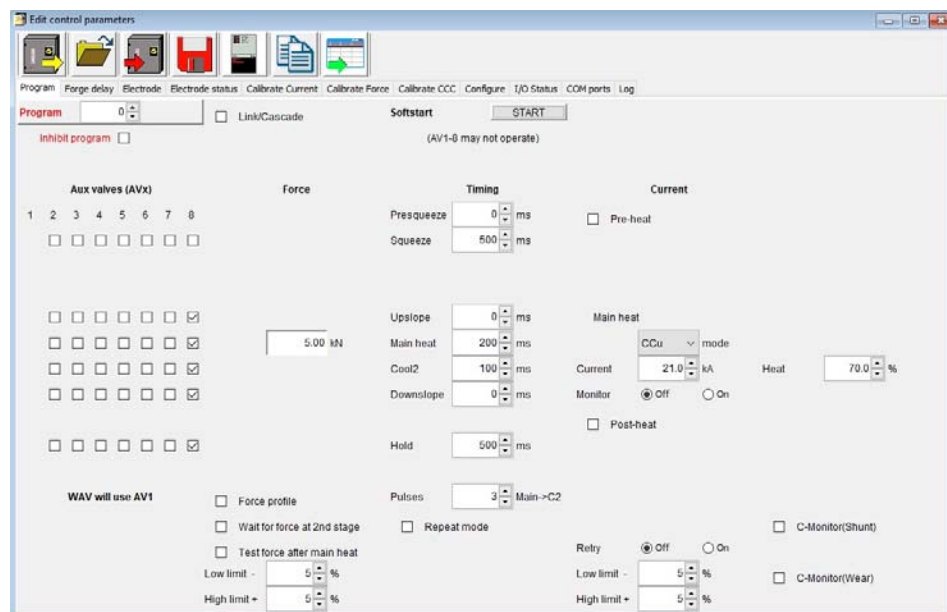 Edit control parameters
Program Forge delay Electrode Electrode status Calibrate Current Calibrate Force Calibrate CCC Configure I/O Status COM ports Log
Program 0 Link/Cascade Softstart START
Inhibit program (AV1-8 may not operate)
Aux valves (AVx) Force Timing Current
1 2 3 4 5 6 7 8 Presqueeze 0 ms Pre-heat
Squeeze 500 ms
Upslope 0 ms Main heat
5.00 kN Main heat 200 ms CCu mode
Cool2 100 ms Current 21.0 kA Heat 70.0 %
Downslope 0 ms Monitor Off On
Post-heat
Hold 500 ms
WAV will use AV1 Force profile Pulses 3 Main->C2
Wait for force at 2nd stage Repeat mode C-Monitor(Shunt)
Test force after main heat Retry Off On
Low limit - 5 % Low limit - 5 % C-Monitor(Wear)
High limit + 5 % High limit + 5 %